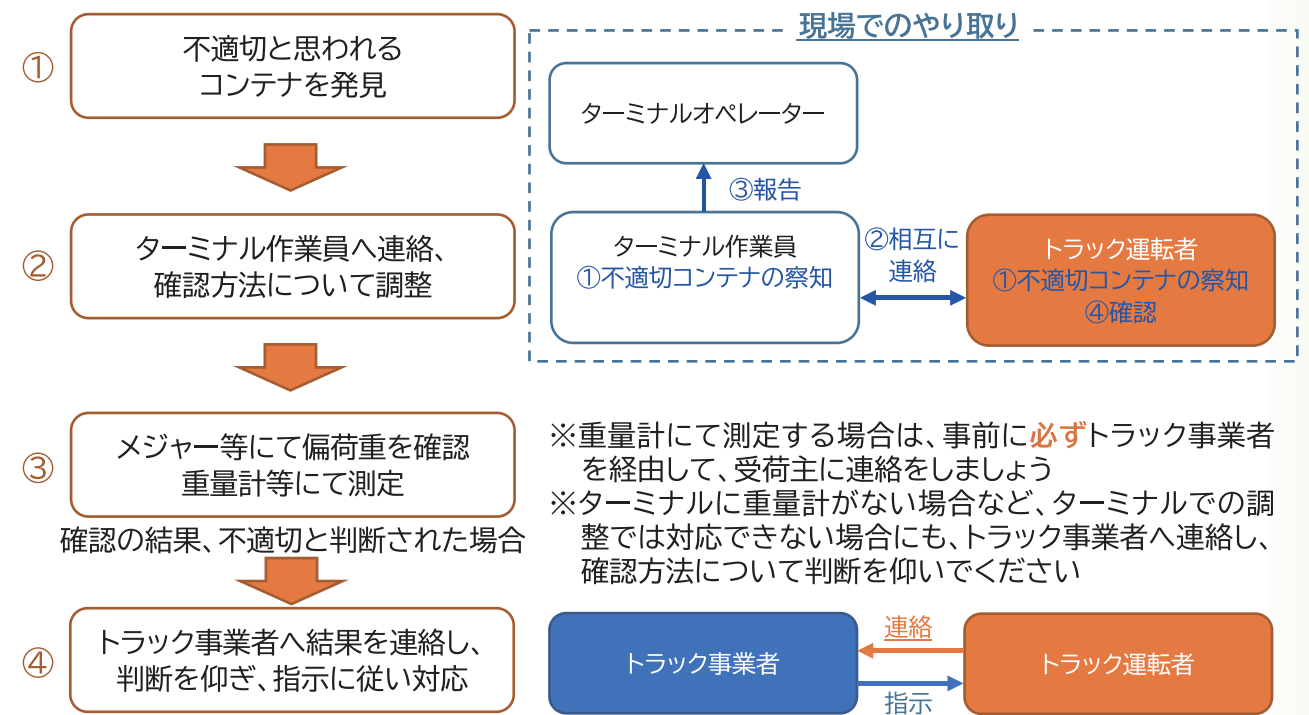 ①
不適切と思われる
コンテナを発見
②
ターミナル作業員へ連絡、
確認方法について調整
③
メジャー等にて偏荷重を確認
重量計等にて測定
確認の結果、不適切と判断された場合
④
トラック事業者へ結果を連絡し、
判断を仰ぎ、指示に従い対応
現場でのやり取り
ターミナルオペレーター
③報告
ターミナル作業員
①不適切コンテナの察知
②相互に
連絡
トラック運転者
①不適切コンテナの察知
④確認
※重量計にて測定する場合は、事前に必ずトラック事業者
を経由して、受荷主に連絡をしましょう
※ターミナルに重量計がない場合など、ターミナルでの調
整では対応できない場合にも、トラック事業者へ連絡し、
確認方法について判断を仰いでください
トラック事業者
連絡
指示
トラック運転者